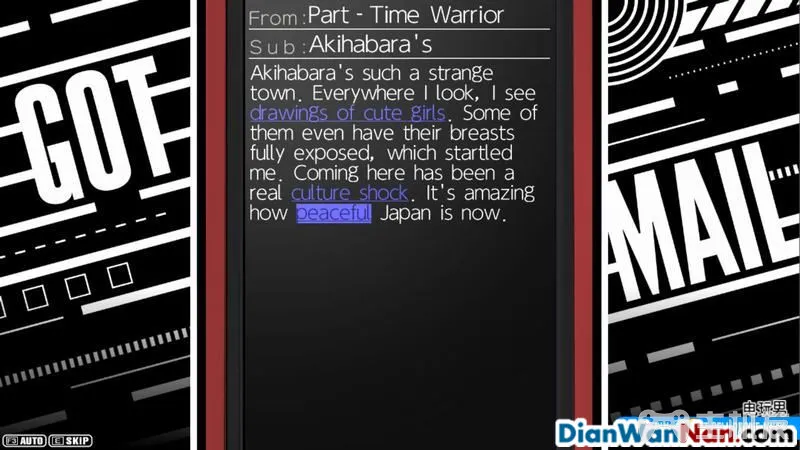 GOT
MAIL
From: Part-Time Warrior
Sub: Akihabara's
Akihabara's such a strange
town. Everywhere I look, I see
drawings of cute girls. Some of
them even have their breasts
fully exposed, which startled
me. Coming here has been a
real culture shock. It's amazing
how peaceful Japan is now.
AUTO SKIP
电玩男
DianWanNan.com